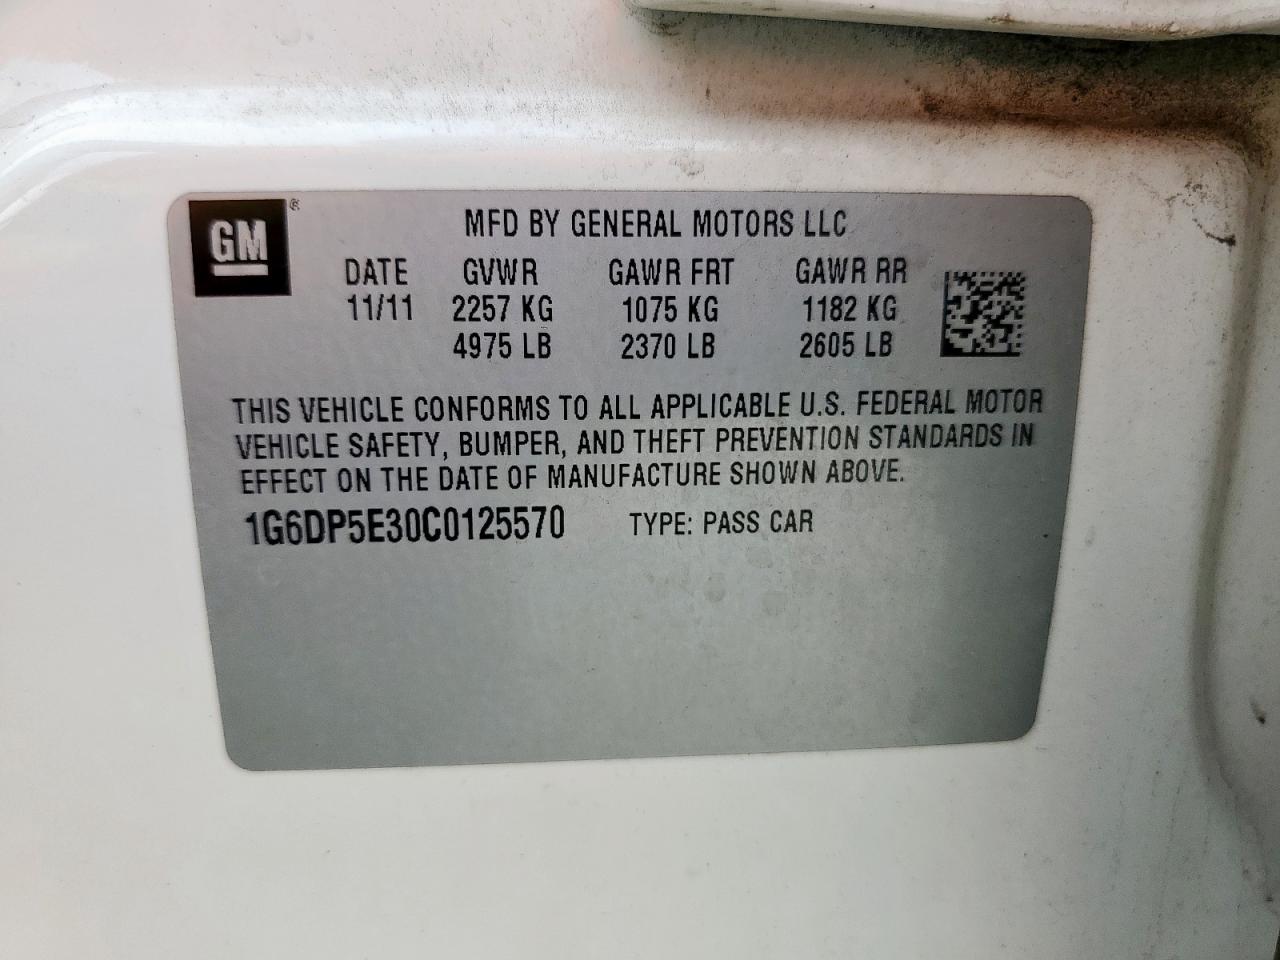 GM ®
MFD BY GENERAL MOTORS LLC
DATE GVWR GAWR FRT GAWR RR
11/11 2257 KG 1075 KG 1182 KG
4975 LB 2370 LB 2605 LB
THIS VEHICLE CONFORMS TO ALL APPLICABLE U.S. FEDERAL MOTOR
VEHICLE SAFETY, BUMPER, AND THEFT PREVENTION STANDARDS IN
EFFECT ON THE DATE OF MANUFACTURE SHOWN ABOVE.
1G6DP5E30C0125570 TYPE: PASS CAR